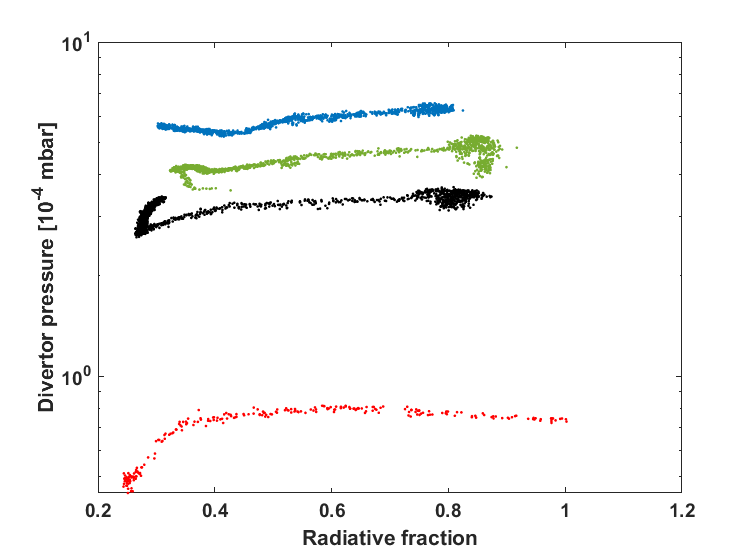 10^1
10^0
Divertor pressure [10^-4 mbar]
0.2 0.4 0.6 0.8 1 1.2
Radiative fraction